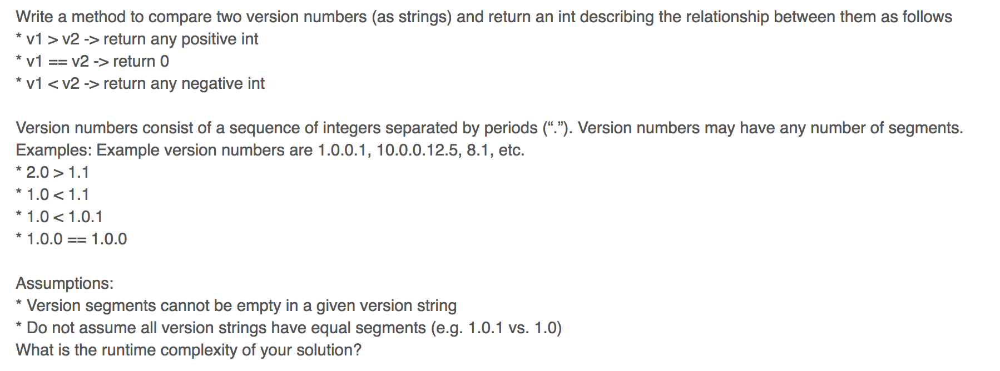 Write a method to compare two version numbers (as strings) and return an int describing the relationship between them as follows
* v1 > v2 -> return any positive int
* v1 == v2 -> return 0
* v1 < v2 -> return any negative int
Version numbers consist of a sequence of integers separated by periods (“.”). Version numbers may have any number of segments.
Examples: Example version numbers are 1.0.0.1, 10.0.0.12.5, 8.1, etc.
* 2.0 > 1.1
* 1.0 < 1.1
* 1.0 < 1.0.1
* 1.0.0 == 1.0.0
Assumptions:
* Version segments cannot be empty in a given version string
* Do not assume all version strings have equal segments (e.g. 1.0.1 vs. 1.0)
What is the runtime complexity of your solution?